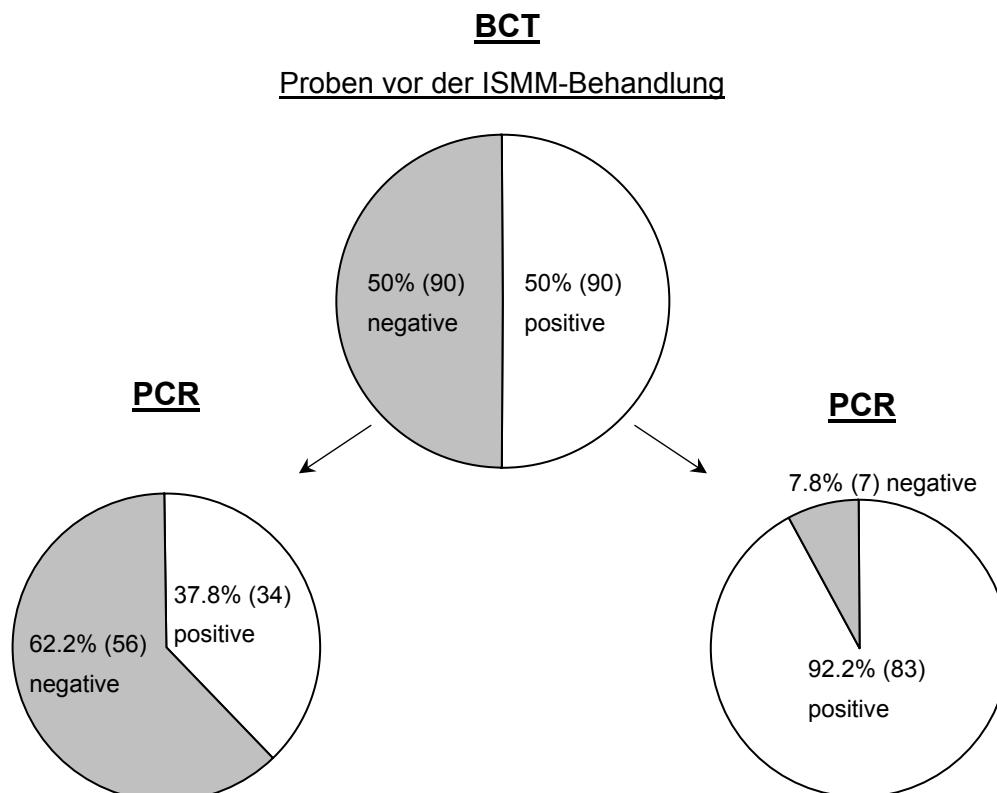 BCT
Proben vor der ISMM-Behandlung
50% (90)
negative
50% (90)
positive
PCR
62.2% (56)
negative
37.8% (34)
positive
PCR
7.8% (7) negative
92.2% (83)
positive